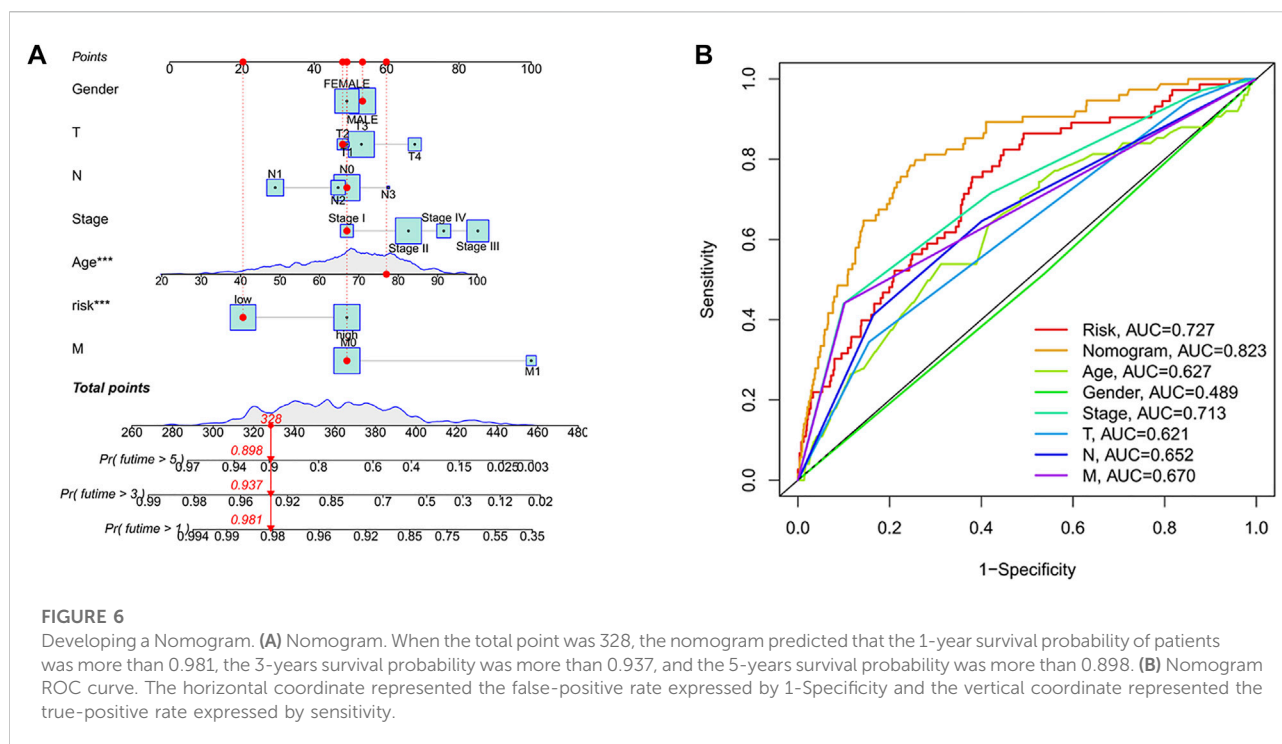 A
Points
0 20 40 60 80 100
Gender
FEMALE
MALE
T
T3
T2
T1
T4
N
N1
N0
N2
N3
Stage
Stage I
Stage IV
Stage II
Stage III
Age***
20 30 40 50 60 70 80 90 100
risk***
low
high
M
M0
M1
Total points
328
260 280 300 320 340 360 380 400 420 440 460 480
0.898
Pr( futime > 5 )
0.97 0.94 0.9 0.8 0.6 0.4 0.15 0.025 0.003
0.937
Pr( futime > 3 )
0.99 0.98 0.96 0.92 0.85 0.7 0.5 0.3 0.12 0.02
0.981
Pr( futime > 1 )
0.994 0.99 0.98 0.96 0.92 0.85 0.75 0.55 0.35
B
Sensitivity
1.0
0.8
0.6
0.4
0.2
0.0
Risk, AUC=0.727
Nomogram, AUC=0.823
Age, AUC=0.627
Gender, AUC=0.489
Stage, AUC=0.713
T, AUC=0.621
N, AUC=0.652
M, AUC=0.670
0.0 0.2 0.4 0.6 0.8 1.0
1−Specificity
FIGURE 6
Developing a Nomogram. (A) Nomogram. When the total point was 328, the nomogram predicted that the 1-year survival probability of patients
was more than 0.981, the 3-years survival probability was more than 0.937, and the 5-years survival probability was more than 0.898. (B) Nomogram
ROC curve. The horizontal coordinate represented the false-positive rate expressed by 1-Specificity and the vertical coordinate represented the
true-positive rate expressed by sensitivity.